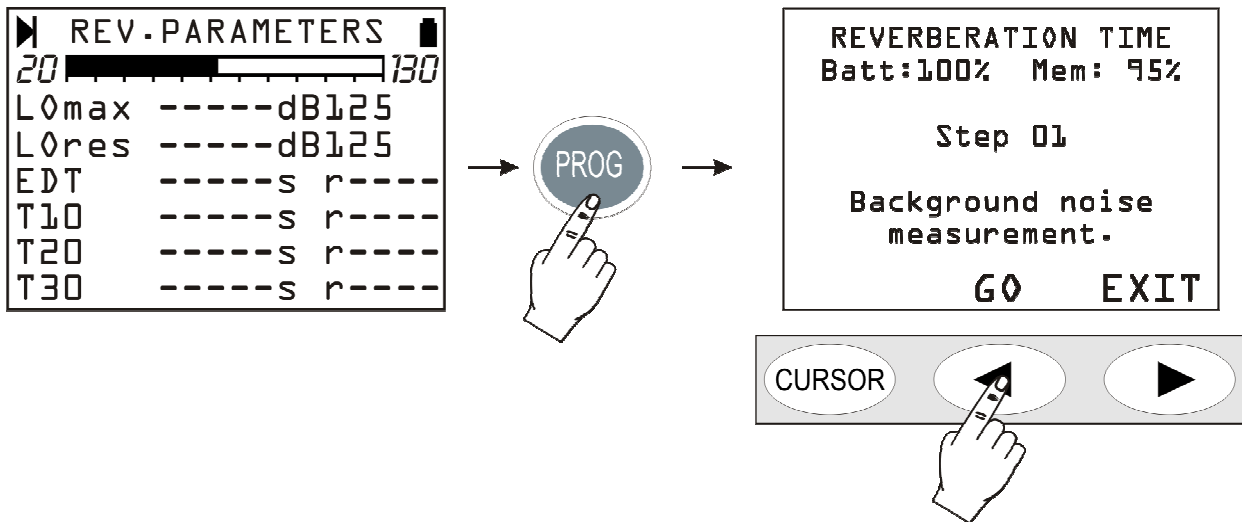 REV.PARAMETERS
20 130
L0max -----dB125
L0res -----dB125
EDT -----s r----
T10 -----s r----
T20 -----s r----
T30 -----s r----
PROG
REVERBERATION TIME
Batt:100% Mem: 95%
Step 01
Background noise
measurement.
GO EXIT
CURSOR